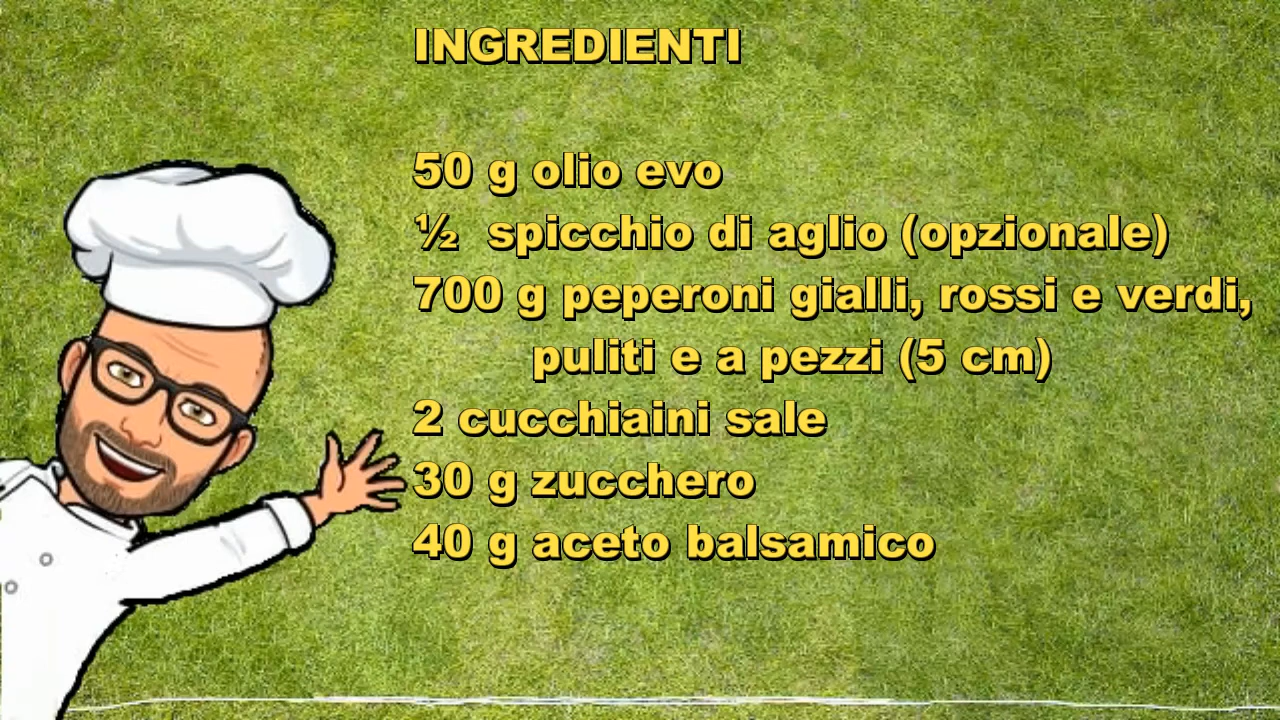 INGREDIENTI
50 g olio evo
½ spicchio di aglio (opzionale)
700 g peperoni gialli, rossi e verdi,
puliti e a pezzi (5 cm)
2 cucchiaini sale
30 g zucchero
40 g aceto balsamico